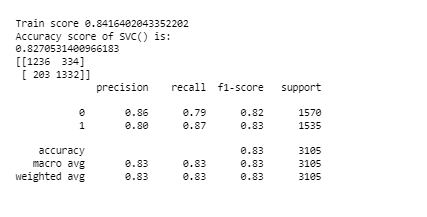 Train score 0.8416402043352202
Accuracy score of SVC() is:
0.8270531400966183
[[1236  334]
 [ 203 1332]]
              precision    recall  f1-score   support

           0       0.86      0.79      0.82      1570
           1       0.80      0.87      0.83      1535

    accuracy                           0.83      3105
   macro avg       0.83      0.83      0.83      3105
weighted avg       0.83      0.83      0.83      3105